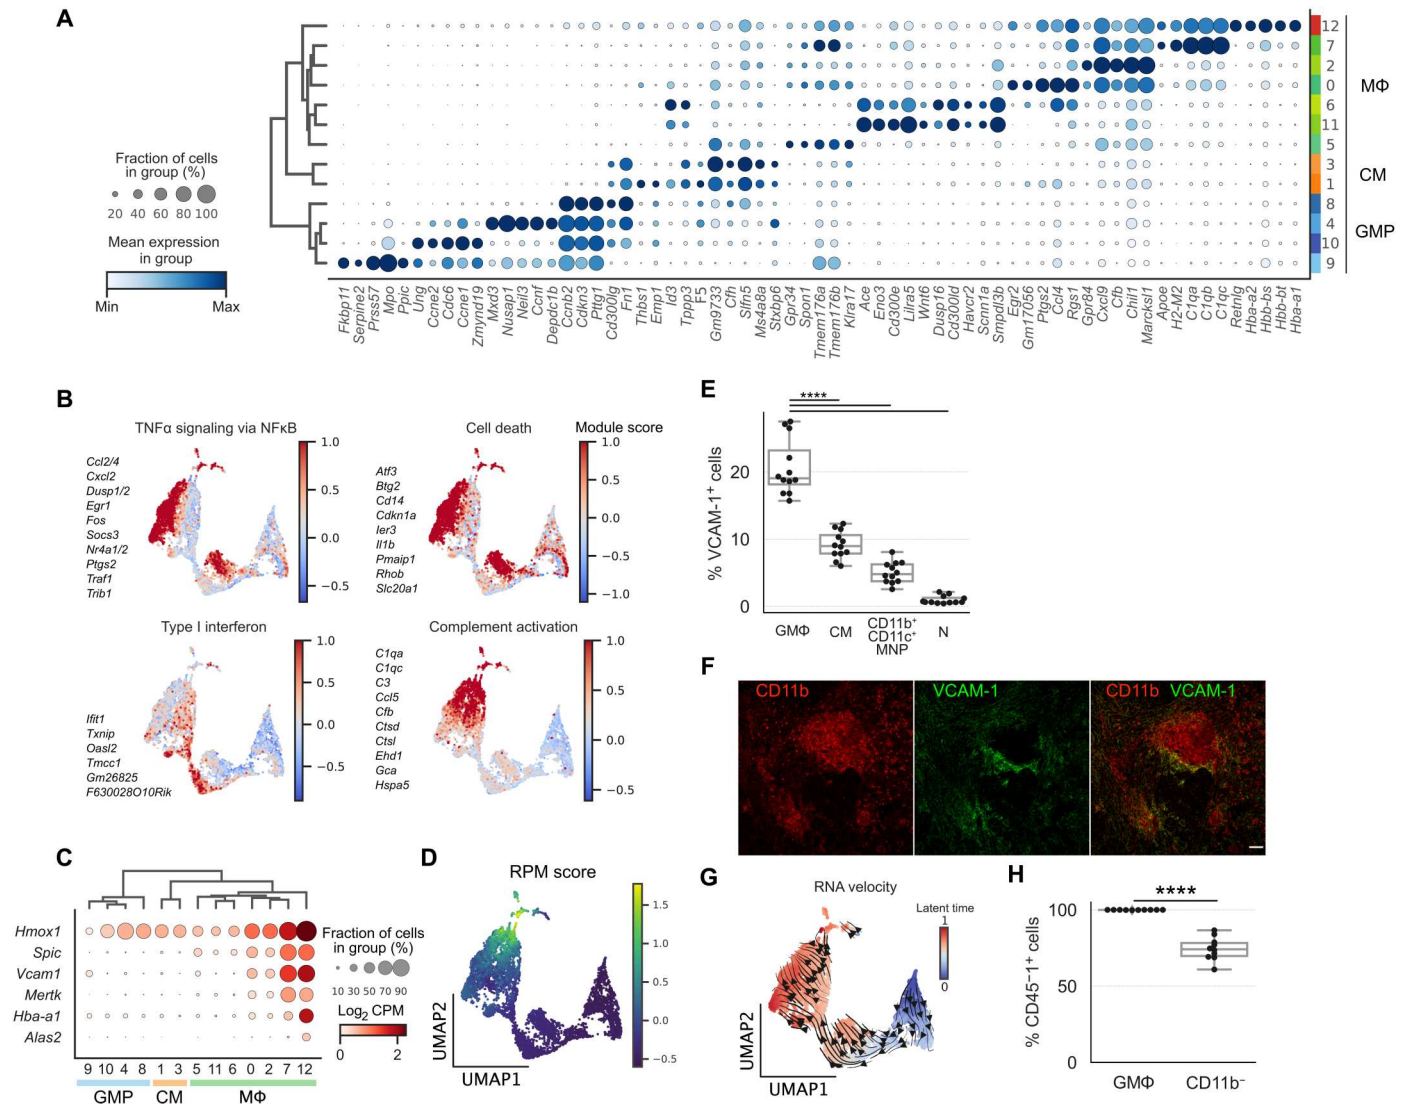 A
Fraction of cells
in group (%)
20 40 60 80 100
Mean expression
in group
Min Max
12
7
2
0
6
11
5
3
1
8
4
10
9
MΦ
CM
GMP
Fkbp11
Serpine2
Prss57
Mpo
Ppic
Ung
Ccne2
Cdc6
Ccne1
Zmynd19
Mxd3
Nusap1
Neil3
Ccnf
Depdc1b
Ccnb2
Cdkn3
Pttg1
Cd300lg
Fn1
Thbs1
Emp1
Id3
Tppp3
F5
Gm9733
Cfh
Slfn5
Ms4a8a
Stxbp6
Gpr34
Spon1
Tmem176a
Tmem176b
Klra17
Ace
Eno3
Cd300e
Lilra5
Wnt6
Dusp16
Cd300ld
Havcr2
Scnn1a
Smpdl3b
Egr2
Gm17056
Ptgs2
Ccl4
Rgs1
Gpr84
Cxcl9
Cfb
Chil1
Marcksl1
Apoe
H2-M2
C1qa
C1qb
C1qc
Retnlg
Hba-a2
Hbb-bs
Hbb-bt
Hba-a1
B
TNFα signaling via NFκB
Ccl2/4
Cxcl2
Dusp1/2
Egr1
Fos
Socs3
Nr4a1/2
Ptgs2
Traf1
Trib1
1.0
0.5
0.0
−0.5
Cell death
Module score
Atf3
Btg2
Cd14
Cdkn1a
Ier3
Il1b
Pmaip1
Rhob
Slc20a1
1.0
0.5
0.0
−0.5
−1.0
Type I interferon
Ifit1
Txnip
Oasl2
Tmcc1
Gm26825
F630028O10Rik
1.0
0.5
0.0
−0.5
Complement activation
C1qa
C1qc
C3
Ccl5
Cfb
Ctsd
Ctsl
Ehd1
Gca
Hspa5
1.0
0.5
0.0
−0.5
C
Hmox1
Spic
Vcam1
Mertk
Hba-a1
Alas2
9 10 4 8 1 3 5 11 6 0 2 7 12
GMP CM MΦ
Fraction of cells
in group (%)
10 30 50 70 90
Log2 CPM
0 2
D
RPM score
1.5
1.0
0.5
0.0
−0.5
UMAP2
UMAP1
E
****
% VCAM-1+ cells
20
10
0
GMΦ CM CD11b+ CD11c+ MNP N
F
CD11b VCAM-1 CD11b VCAM-1
G
RNA velocity
Latent time
1
0
UMAP2
UMAP1
H
****
% CD45-1+ cells
100
50
0
GMΦ CD11b−